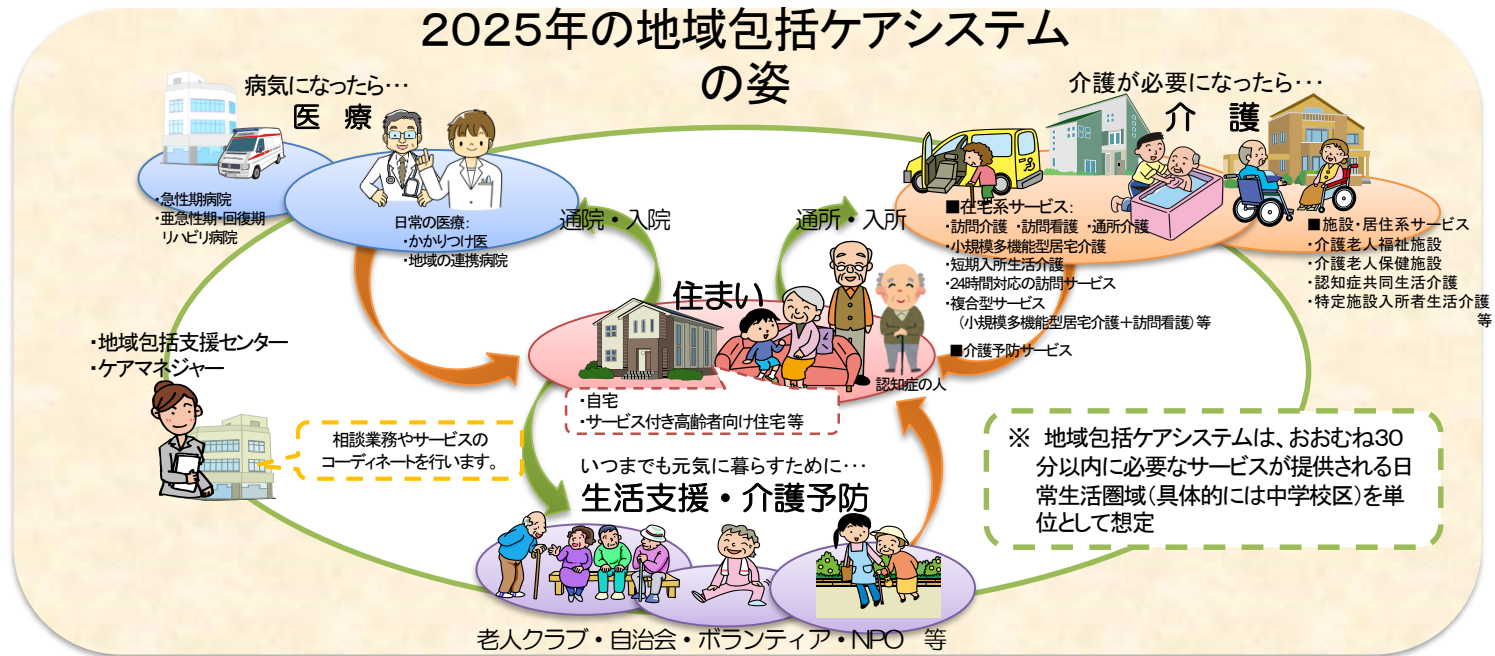 2025年の地域包括ケアシステム
の姿
病気になったら･･･
医 療
・急性期病院
・亜急性期・回復期
リハビリ病院
日常の医療:
・かかりつけ医
・地域の連携病院
通院・入院
通所・入所
介護が必要になったら･･･
介 護
■在宅系サービス:
・訪問介護 ・訪問看護 ・通所介護
・小規模多機能型居宅介護
・短期入所生活介護
・24時間対応の訪問サービス
・複合型サービス
(小規模多機能型居宅介護+訪問看護)等
■介護予防サービス
■施設・居住系サービス
・介護老人福祉施設
・介護老人保健施設
・認知症共同生活介護
・特定施設入所者生活介護
等
住まい
認知症の人
・自宅
・サービス付き高齢者向け住宅等
・地域包括支援センター
・ケアマネジャー
相談業務やサービスの
コーディネートを行います。
いつまでも元気に暮らすために･･･
生活支援・介護予防
老人クラブ・自治会・ボランティア・NPO 等
※ 地域包括ケアシステムは、おおむね30
分以内に必要なサービスが提供される日
常生活圏域(具体的には中学校区)を単
位として想定